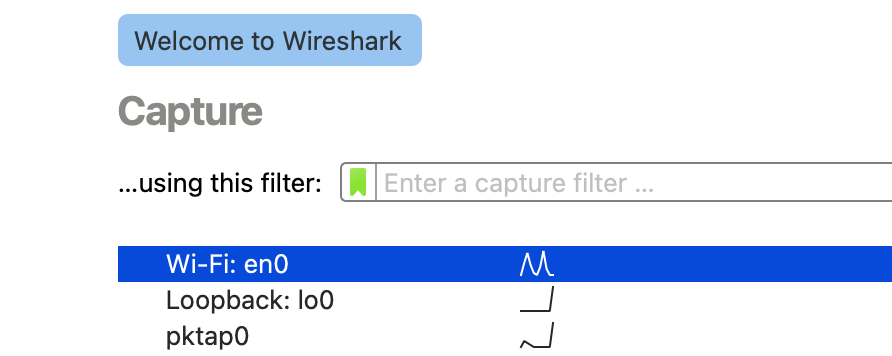 Welcome to Wireshark
Capture
...using this filter: Enter a capture filter ...
Wi-Fi: en0
Loopback: lo0
pktap0